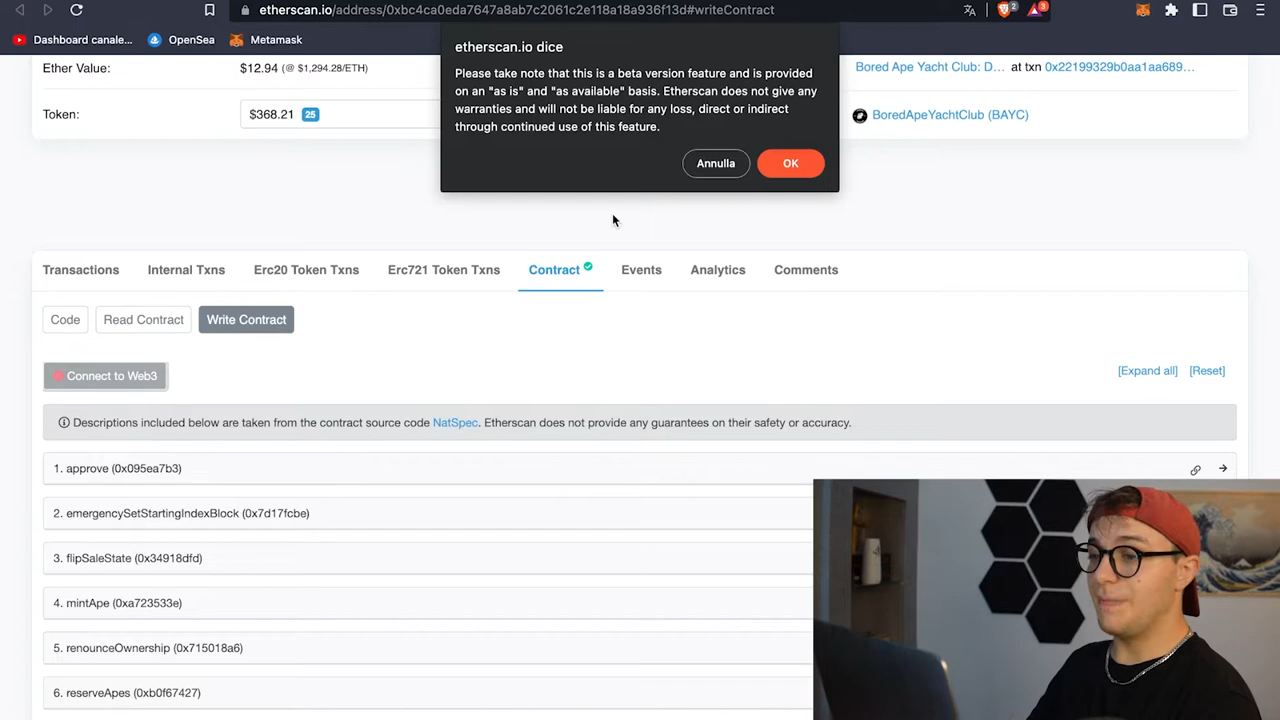 etherscan.io/address/0xbc4ca0eda7647a8ab7c2061c2e118a18a936f13d#writeContract
2
3
Dashboard canale...
OpenSea
Metamask
etherscan.io dice
Please take note that this is a beta version feature and is provided
on an "as is" and "as available" basis. Etherscan does not give any
warranties and will not be liable for any loss, direct or indirect
through continued use of this feature.
Annulla
OK
Ether Value:
$12.94 (@ $1,294.28/ETH)
Bored Ape Yacht Club: D... at txn 0x22199329b0aa1aa689...
Token:
$368.21 25
BoredApeYachtClub (BAYC)
Transactions
Internal Txns
Erc20 Token Txns
Erc721 Token Txns
Contract
Events
Analytics
Comments
Code
Read Contract
Write Contract
Connect to Web3
[Expand all] [Reset]
Descriptions included below are taken from the contract source code NatSpec. Etherscan does not provide any guarantees on their safety or accuracy.
1. approve (0x095ea7b3)
2. emergencySetStartingIndexBlock (0x7d17fcbe)
3. flipSaleState (0x34918dfd)
4. mintApe (0xa723533e)
5. renounceOwnership (0x715018a6)
6. reserveApes (0xb0f67427)